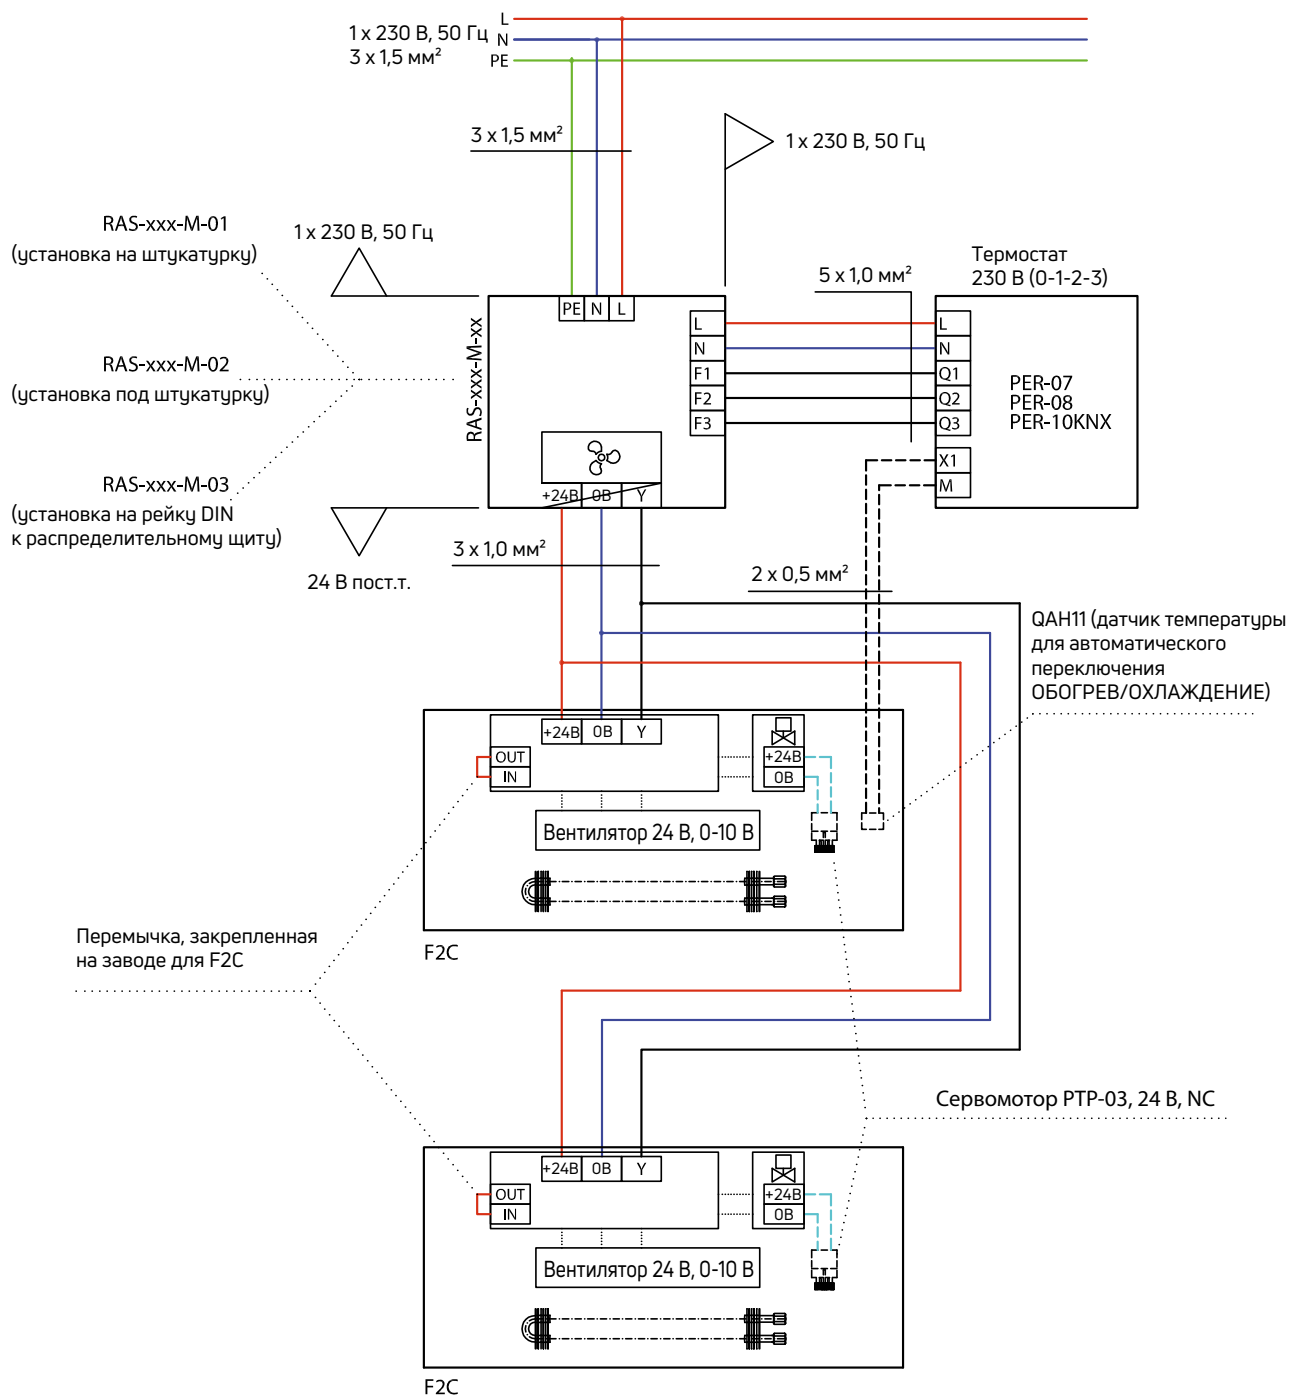 L
1 x 230 В, 50 Гц N
3 x 1,5 мм² PE
3 x 1,5 мм²
1 x 230 В, 50 Гц
RAS-xxx-M-01
(установка на штукатурку)
1 x 230 В, 50 Гц
Термостат
230 В (0-1-2-3)
5 x 1,0 мм²
PE N L
RAS-xxx-M-xx
L
N
F1
F2
F3
L
N
Q1
Q2
Q3
X1
M
PER-07
PER-08
PER-10KNX
RAS-xxx-M-02
(установка под штукатурку)
RAS-xxx-M-03
(установка на рейку DIN
к распределительному щиту)
+24В 0В Y
24 В пост.т.
3 x 1,0 мм²
2 x 0,5 мм²
QAH11 (датчик температуры
для автоматического
переключения
ОБОГРЕВ/ОХЛАЖДЕНИЕ)
+24В 0В Y
OUT
IN
+24В
0В
Вентилятор 24 В, 0-10 В
F2C
Перемычка, закрепленная
на заводе для F2C
Сервомотор PTP-03, 24 В, NC
+24В 0В Y
OUT
IN
+24В
0В
Вентилятор 24 В, 0-10 В
F2C